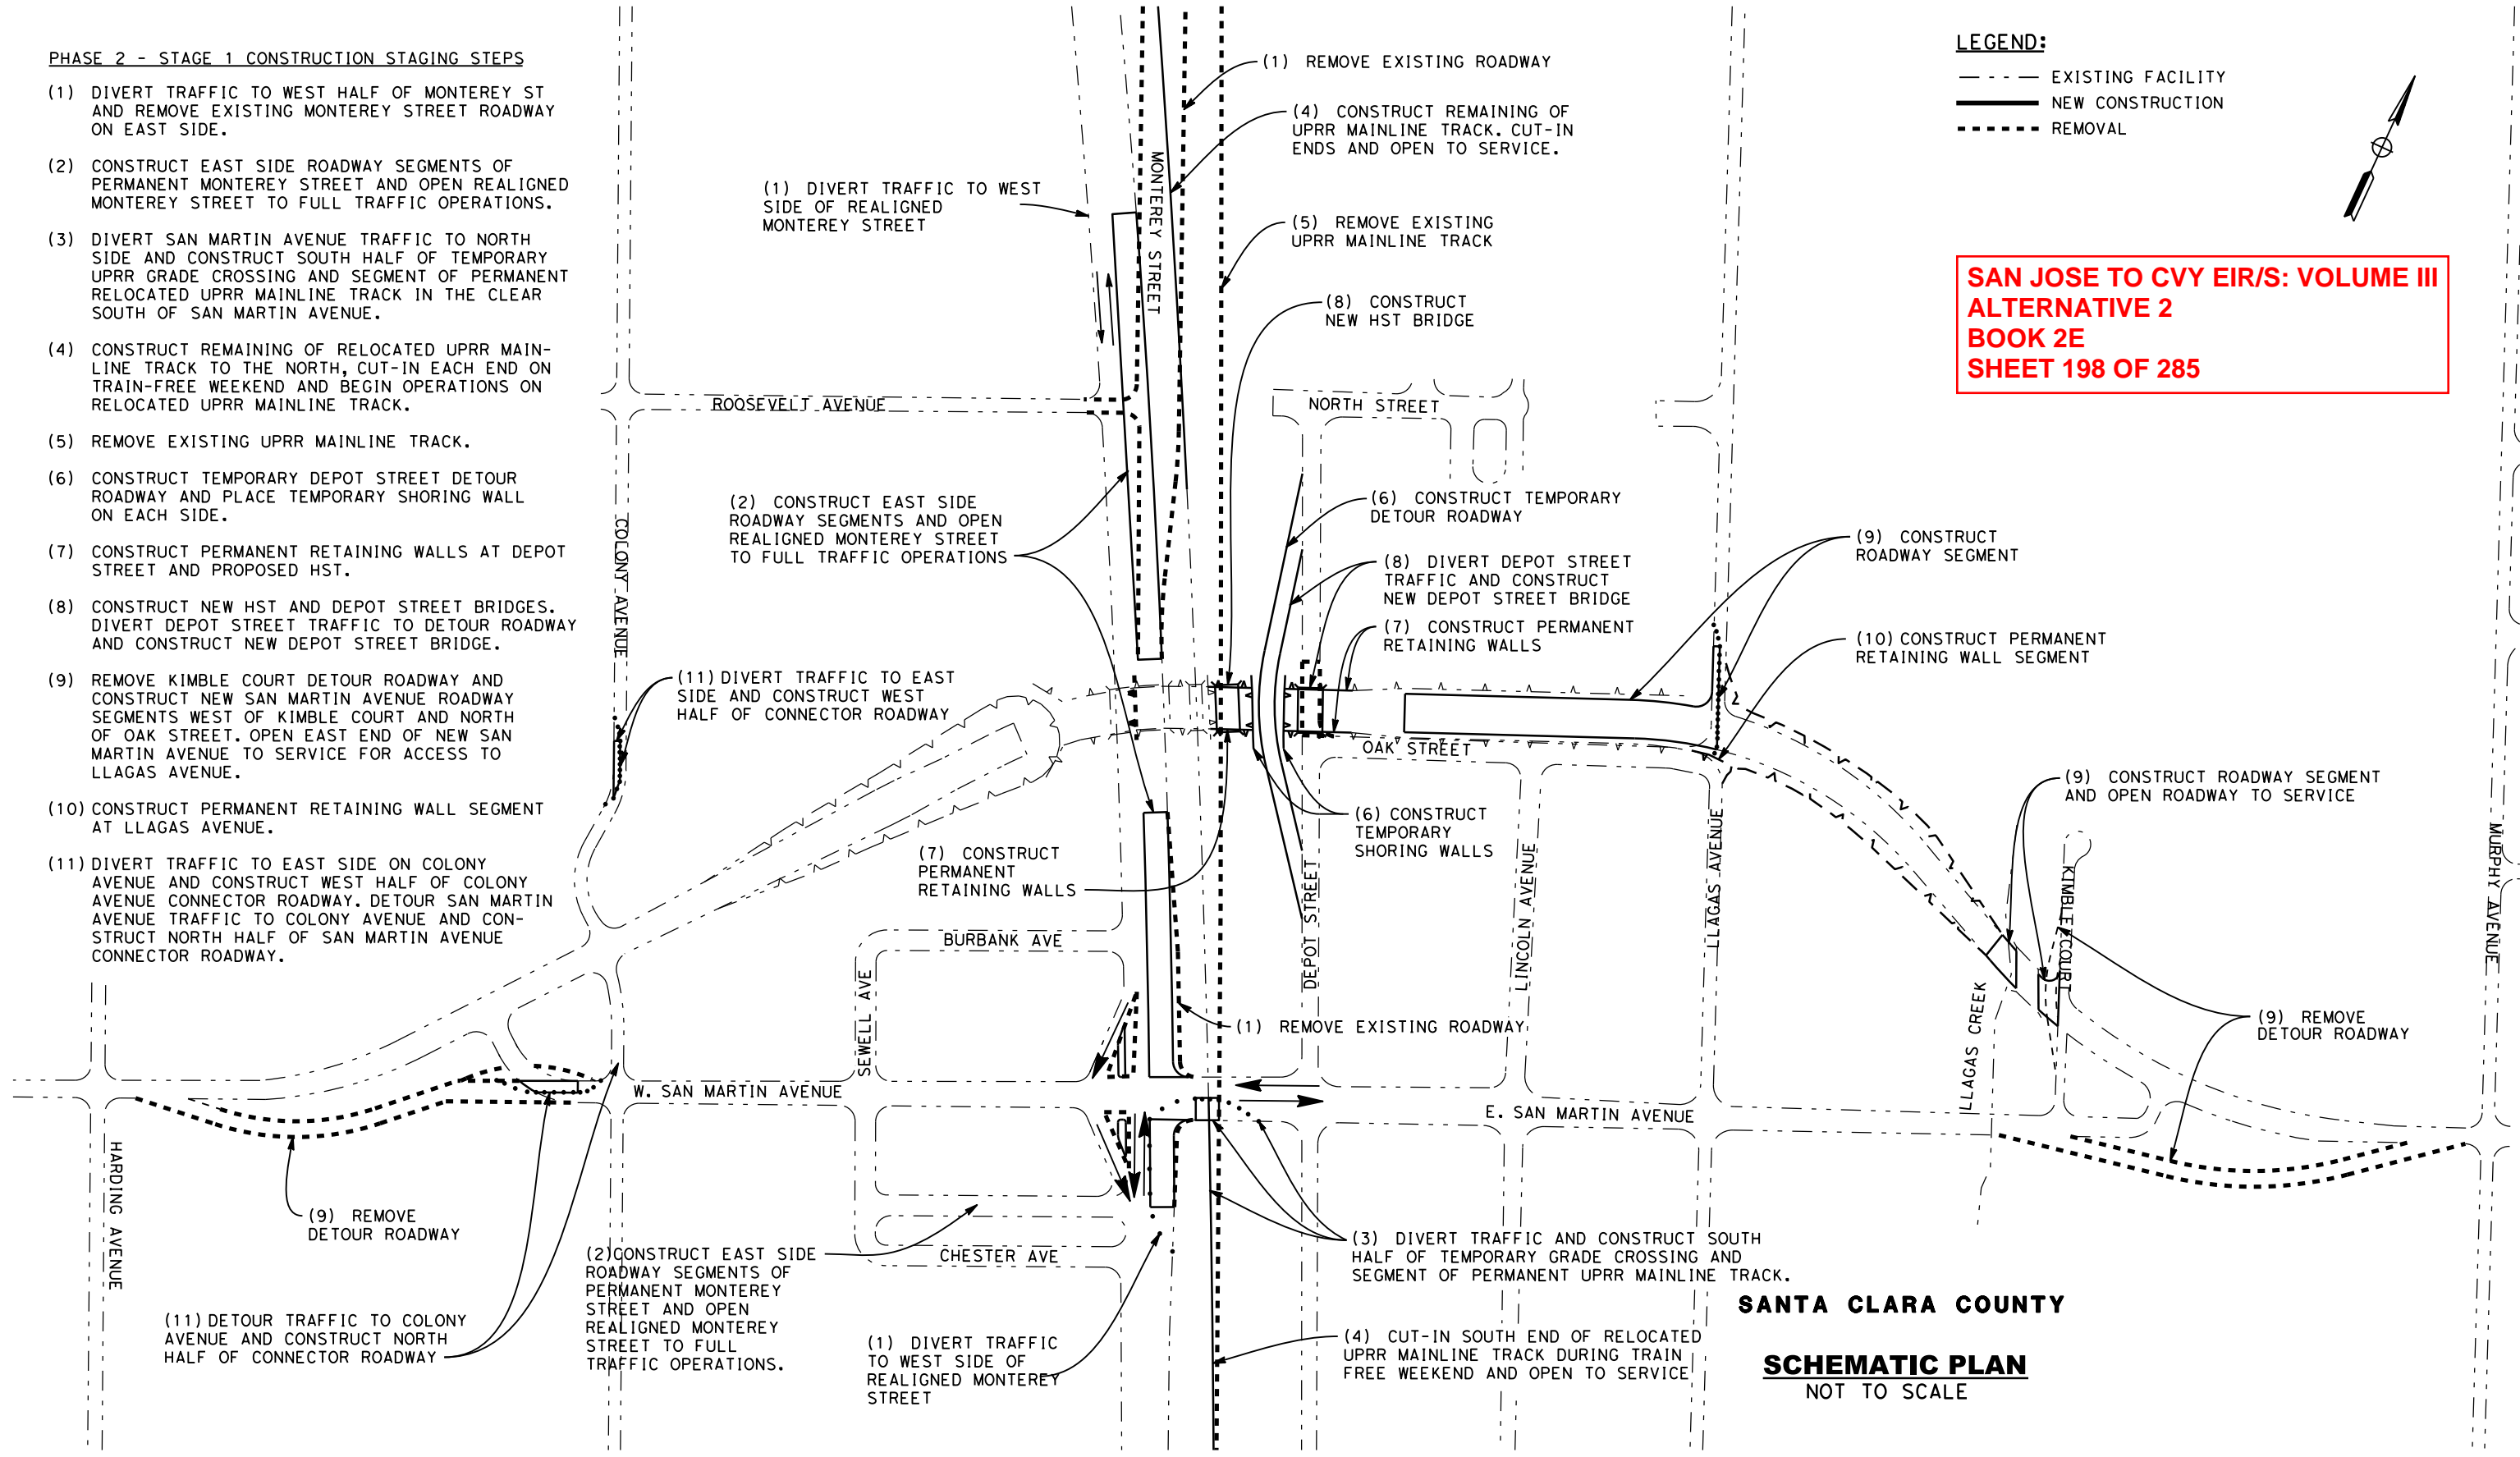 PHASE 2 - STAGE 1 CONSTRUCTION STAGING STEPS
(1) DIVERT TRAFFIC TO WEST HALF OF MONTEREY ST
AND REMOVE EXISTING MONTEREY STREET ROADWAY
ON EAST SIDE.
(2) CONSTRUCT EAST SIDE ROADWAY SEGMENTS OF
PERMANENT MONTEREY STREET AND OPEN REALIGNED
MONTEREY STREET TO FULL TRAFFIC OPERATIONS.
(3) DIVERT SAN MARTIN AVENUE TRAFFIC TO NORTH
SIDE AND CONSTRUCT SOUTH HALF OF TEMPORARY
UPRR GRADE CROSSING AND SEGMENT OF PERMANENT
RELOCATED UPRR MAINLINE TRACK IN THE CLEAR
SOUTH OF SAN MARTIN AVENUE.
(4) CONSTRUCT REMAINING OF RELOCATED UPRR MAIN-
LINE TRACK TO THE NORTH, CUT-IN EACH END ON
TRAIN-FREE WEEKEND AND BEGIN OPERATIONS ON
RELOCATED UPRR MAINLINE TRACK.
(5) REMOVE EXISTING UPRR MAINLINE TRACK.
(6) CONSTRUCT TEMPORARY DEPOT STREET DETOUR
ROADWAY AND PLACE TEMPORARY SHORING WALL
ON EACH SIDE.
(7) CONSTRUCT PERMANENT RETAINING WALLS AT DEPOT
STREET AND PROPOSED HST.
(8) CONSTRUCT NEW HST AND DEPOT STREET BRIDGES.
DIVERT DEPOT STREET TRAFFIC TO DETOUR ROADWAY
AND CONSTRUCT NEW DEPOT STREET BRIDGE.
(9) REMOVE KIMBLE COURT DETOUR ROADWAY AND
CONSTRUCT NEW SAN MARTIN AVENUE ROADWAY
SEGMENTS WEST OF KIMBLE COURT AND NORTH
OF OAK STREET. OPEN EAST END OF NEW SAN
MARTIN AVENUE TO SERVICE FOR ACCESS TO
LLAGAS AVENUE.
(10) CONSTRUCT PERMANENT RETAINING WALL SEGMENT
AT LLAGAS AVENUE.
(11) DIVERT TRAFFIC TO EAST SIDE ON COLONY
AVENUE AND CONSTRUCT WEST HALF OF COLONY
AVENUE CONNECTOR ROADWAY. DETOUR SAN MARTIN
AVENUE TRAFFIC TO COLONY AVENUE AND CON-
STRUCT NORTH HALF OF SAN MARTIN AVENUE
CONNECTOR ROADWAY.
(1) REMOVE EXISTING ROADWAY
(4) CONSTRUCT REMAINING OF
UPRR MAINLINE TRACK. CUT-IN
ENDS AND OPEN TO SERVICE.
(1) DIVERT TRAFFIC TO WEST
SIDE OF REALIGNED
MONTEREY STREET
MONTEREY STREET
(5) REMOVE EXISTING
UPRR MAINLINE TRACK
(8) CONSTRUCT
NEW HST BRIDGE
LEGEND:
EXISTING FACILITY
NEW CONSTRUCTION
REMOVAL
SAN JOSE TO CVY EIR/S: VOLUME III
ALTERNATIVE 2
BOOK 2E
SHEET 198 OF 285
ROOSEVELT AVENUE
NORTH STREET
(2) CONSTRUCT EAST SIDE
ROADWAY SEGMENTS AND OPEN
REALIGNED MONTEREY STREET
TO FULL TRAFFIC OPERATIONS
(6) CONSTRUCT TEMPORARY
DETOUR ROADWAY
(8) DIVERT DEPOT STREET
TRAFFIC AND CONSTRUCT
NEW DEPOT STREET BRIDGE
(7) CONSTRUCT PERMANENT
RETAINING WALLS
(9) CONSTRUCT
ROADWAY SEGMENT
(10) CONSTRUCT PERMANENT
RETAINING WALL SEGMENT
COLONY AVENUE
(11) DIVERT TRAFFIC TO EAST
SIDE AND CONSTRUCT WEST
HALF OF CONNECTOR ROADWAY
OAK STREET
(9) CONSTRUCT ROADWAY SEGMENT
AND OPEN ROADWAY TO SERVICE
(6) CONSTRUCT
TEMPORARY
SHORING WALLS
(7) CONSTRUCT
PERMANENT
RETAINING WALLS
DEPOT STREET
LINCOLN AVENUE
LLAGAS AVENUE
KIMBLE COURT
MURPHY AVENUE
BURBANK AVE
SEWELL AVE
(1) REMOVE EXISTING ROADWAY
LLAGAS CREEK
(9) REMOVE
DETOUR ROADWAY
W. SAN MARTIN AVENUE
E. SAN MARTIN AVENUE
HARDING AVENUE
(9) REMOVE
DETOUR ROADWAY
(2)CONSTRUCT EAST SIDE
ROADWAY SEGMENTS OF
PERMANENT MONTEREY
STREET AND OPEN
REALIGNED MONTEREY
STREET TO FULL
TRAFFIC OPERATIONS.
CHESTER AVE
(3) DIVERT TRAFFIC AND CONSTRUCT SOUTH
HALF OF TEMPORARY GRADE CROSSING AND
SEGMENT OF PERMANENT UPRR MAINLINE TRACK.
(11) DETOUR TRAFFIC TO COLONY
AVENUE AND CONSTRUCT NORTH
HALF OF CONNECTOR ROADWAY
(1) DIVERT TRAFFIC
TO WEST SIDE OF
REALIGNED MONTEREY
STREET
(4) CUT-IN SOUTH END OF RELOCATED
UPRR MAINLINE TRACK DURING TRAIN
FREE WEEKEND AND OPEN TO SERVICE
SANTA CLARA COUNTY
SCHEMATIC PLAN
NOT TO SCALE